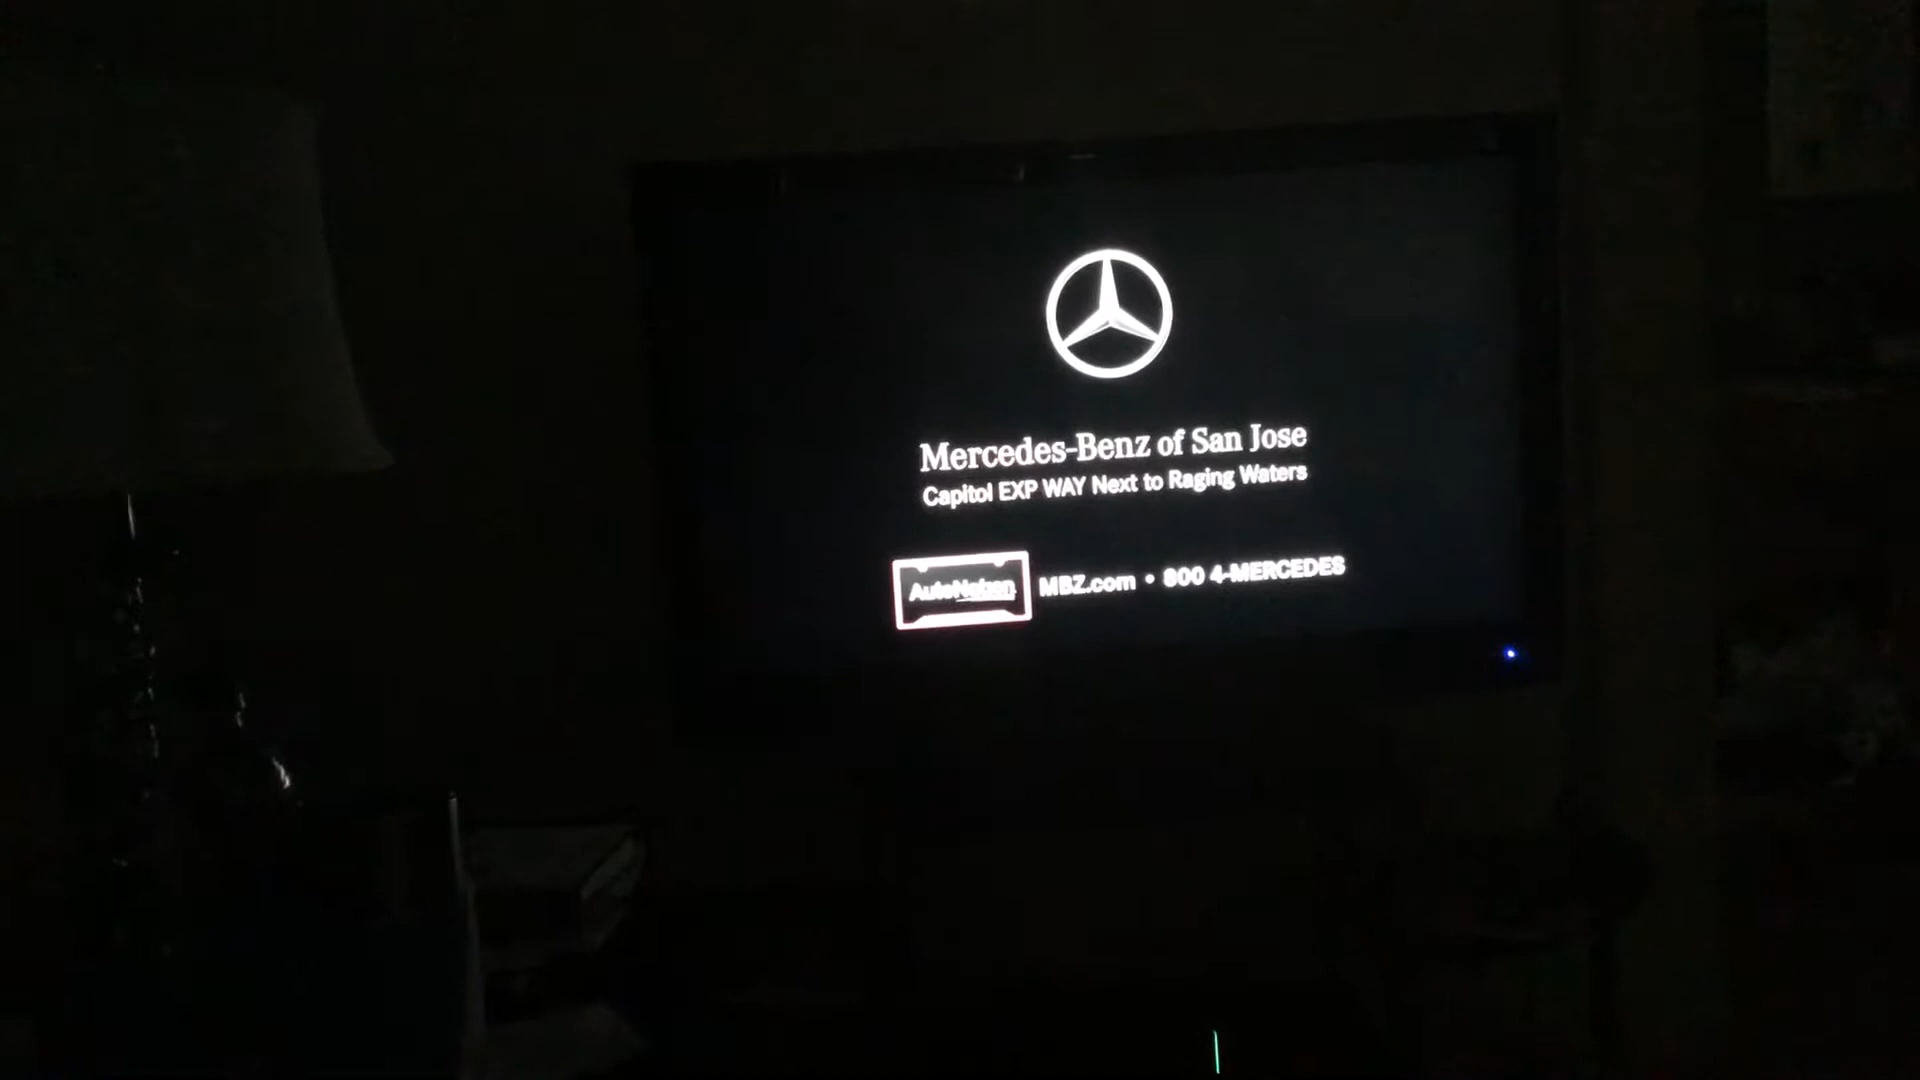 Mercedes-Benz of San Jose
Capitol EXP WAY Next to Raging Waters
AutoNation MBZ.com • 800 4-MERCEDES